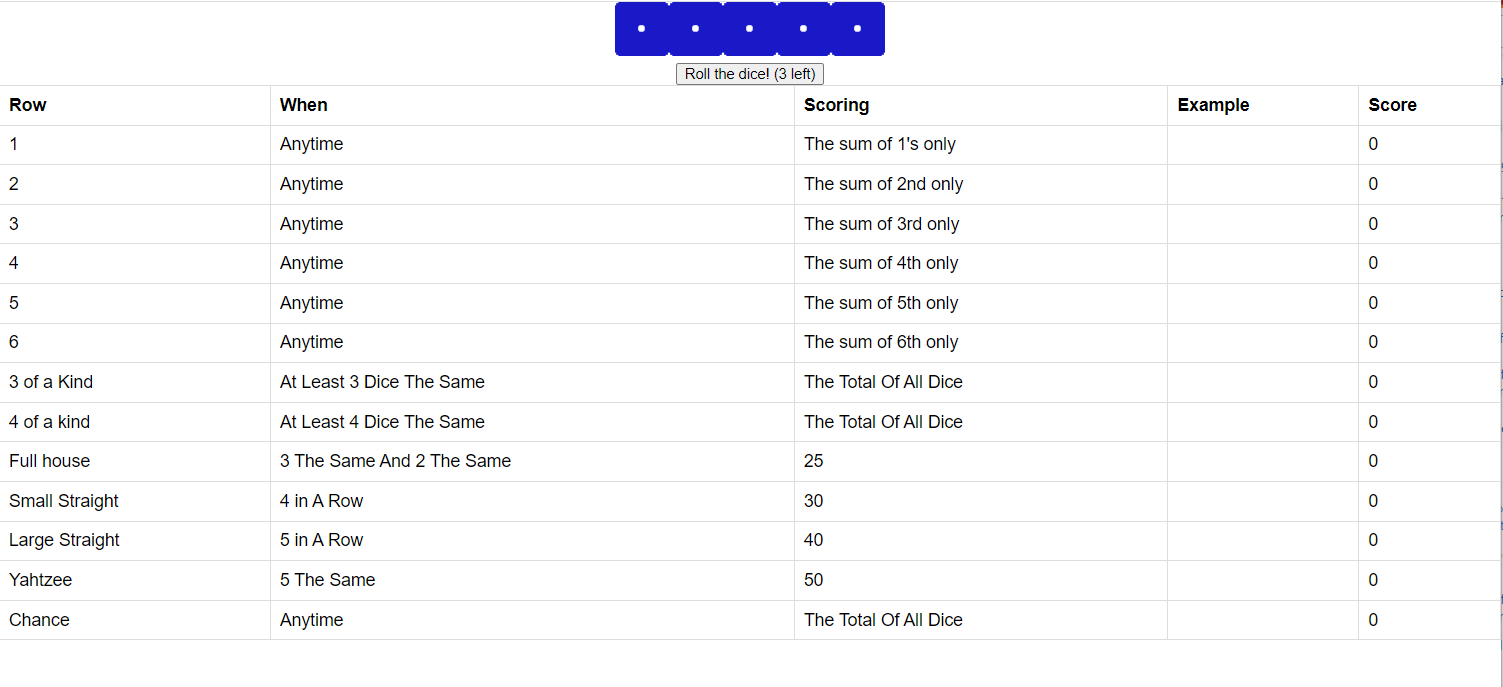 Roll the dice! (3 left)
Row When Scoring Example Score
1 Anytime The sum of 1's only 0
2 Anytime The sum of 2nd only 0
3 Anytime The sum of 3rd only 0
4 Anytime The sum of 4th only 0
5 Anytime The sum of 5th only 0
6 Anytime The sum of 6th only 0
3 of a Kind At Least 3 Dice The Same The Total Of All Dice 0
4 of a kind At Least 4 Dice The Same The Total Of All Dice 0
Full house 3 The Same And 2 The Same 25 0
Small Straight 4 in A Row 30 0
Large Straight 5 in A Row 40 0
Yahtzee 5 The Same 50 0
Chance Anytime The Total Of All Dice 0